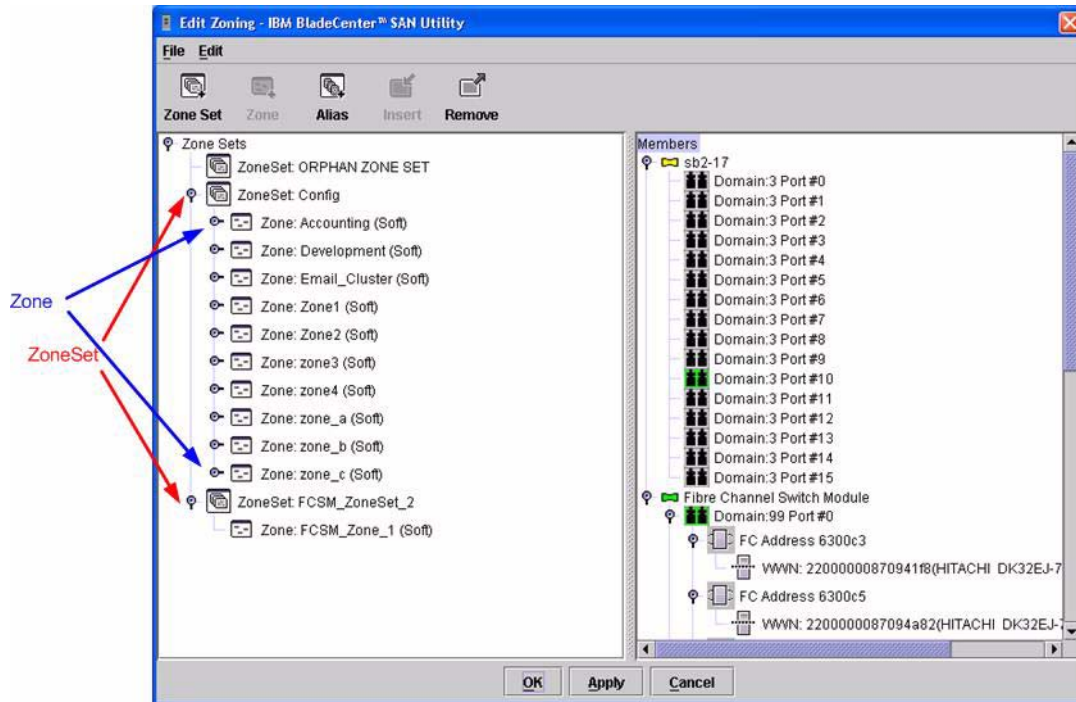 Edit Zoning - IBM BladeCenter™ SAN Utility
File Edit
Zone Set Zone Alias Insert Remove
Zone Sets
ZoneSet: ORPHAN ZONE SET
ZoneSet: Config
Zone: Accounting (Soft)
Zone: Development (Soft)
Zone: Email_Cluster (Soft)
Zone: Zone1 (Soft)
Zone: Zone2 (Soft)
Zone: zone3 (Soft)
Zone: zone4 (Soft)
Zone: zone_a (Soft)
Zone: zone_b (Soft)
Zone: zone_c (Soft)
ZoneSet: FCSM_ZoneSet_2
Zone: FCSM_Zone_1 (Soft)
Zone
ZoneSet
Members
sb2-17
Domain:3 Port#0
Domain:3 Port#1
Domain:3 Port#2
Domain:3 Port#3
Domain:3 Port#4
Domain:3 Port#5
Domain:3 Port#6
Domain:3 Port#7
Domain:3 Port#8
Domain:3 Port#9
Domain:3 Port#10
Domain:3 Port#11
Domain:3 Port#12
Domain:3 Port#13
Domain:3 Port#14
Domain:3 Port#15
Fibre Channel Switch Module
Domain:99 Port#0
FC Address 6300c3
WWN: 22000000870941f8(HITACHI DK32EJ-7
FC Address 6300c5
WWN: 2200000087094a82(HITACHI DK32EJ-7
OK Apply Cancel